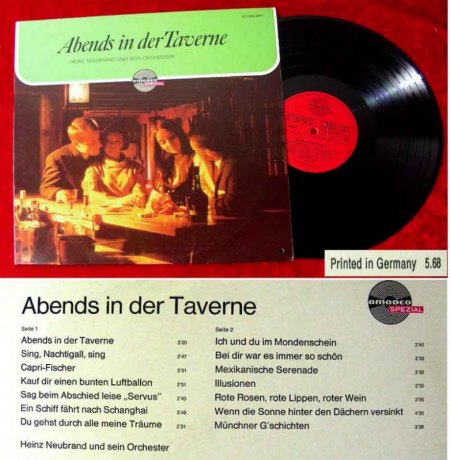 Abends in der Taverne
HEINZ NEUBRAND UND SEIN ORCHESTER
amadeo
SPEZIAL
Printed in Germany 5.68
Abends in der Taverne
amadeo
SPEZIAL
Seite 1
Abends in der Taverne 3'20
Sing, Nachtigall, sing 2'47
Capri-Fischer 3'31
Kauf dir einen bunten Luftballon 2'51
Sag beim Abschied leise „Servus" 3'40
Ein Schiff fährt nach Schanghai 3'49
Du gehst durch alle meine Träume 2'31
Heinz Neubrand und sein Orchester
Seite 2
Ich und du im Mondenschein 2'40
Bei dir war es immer so schön 2'33
Mexikanische Serenade 2'32
Illusionen 2'35
Rote Rosen, rote Lippen, roter Wein 2'53
Wenn die Sonne hinter den Dächern versinkt 4'30
Münchner G'schichten 2'39